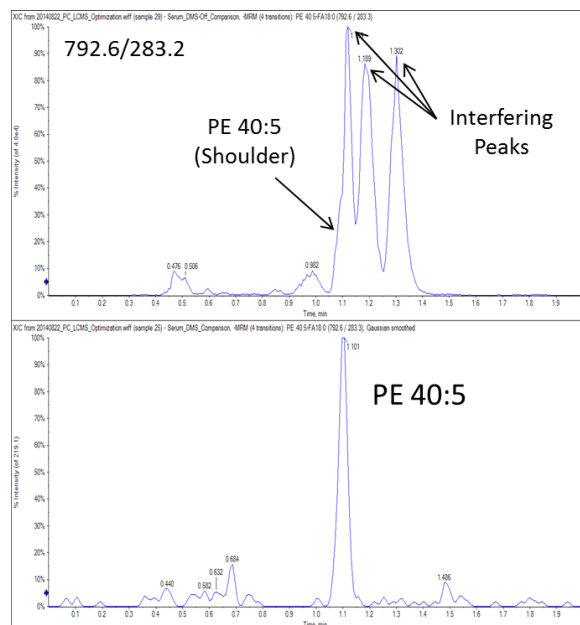 XIC from 20140822_PC_LCMS_Optimization.wiff (sample 29) - Serum_DMS-Off_Comparison, -MRM (4 transitions): PE 40:5-FA18:0 (792.6 / 283.3)
792.6/283.2
PE 40:5
(Shoulder)
Interfering
Peaks
1.189
1.302
0.476
0.506
0.982
% Intensity (of 4.0e4)
100%
90%
80%
70%
60%
50%
40%
30%
20%
10%
0%
0.1 0.2 0.3 0.4 0.5 0.6 0.7 0.8 0.9 1.0 1.1 1.2 1.3 1.4 1.5 1.6 1.7 1.8 1.9
Time, min
XIC from 20140822_PC_LCMS_Optimization.wiff (sample 25) - Serum_DMS_Comparison, -MRM (4 transitions): PE 40:5-FA18:0 (792.6 / 283.3), Gaussian smoothed
1.101
PE 40:5
0.440
0.582
0.632
0.684
1.486
% Intensity (of 219.1)
100%
90%
80%
70%
60%
50%
40%
30%
20%
10%
0%
0.1 0.2 0.3 0.4 0.5 0.6 0.7 0.8 0.9 1.0 1.1 1.2 1.3 1.4 1.5 1.6 1.7 1.8 1.9
Time, min